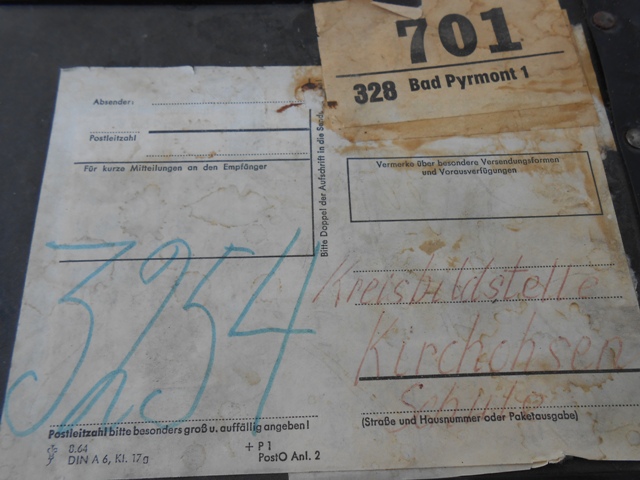 701
328 Bad Pyrmont 1
Absender:
Postleitzahl
Für kurze Mitteilungen an den Empfänger
Bitte Doppel der Aufschrift in die Send
Vermerke über besondere Versendungsformen
und Vorausverfügungen
3254
Kreisbildstelle
Kirchohsen
Schule
(Straße und Hausnummer oder Paketausgabe)
Postleitzahl bitte besonders groß u. auffällig angeben!
0.64
DIN A 6, Kl. 17a
+ P 1
PostO Anl. 2